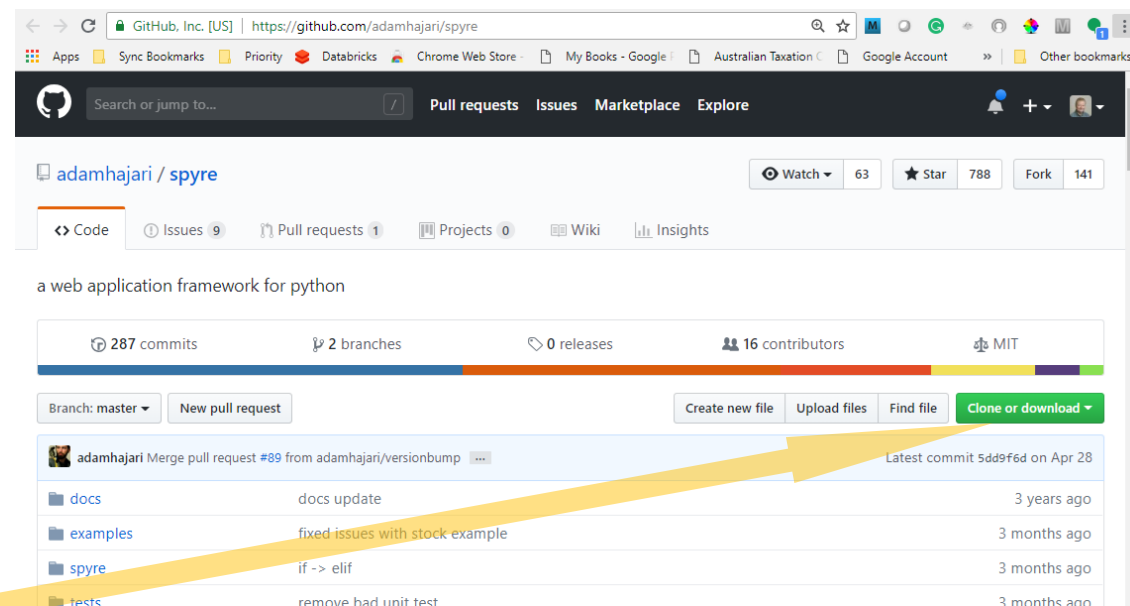 GitHub, Inc. [US] | https://github.com/adamhajari/spyre
Apps Sync Bookmarks Priority Databricks Chrome Web Store - My Books - Google Australian Taxation Google Account » Other bookmarks
Search or jump to... / Pull requests Issues Marketplace Explore
adamhajari / spyre Watch 63 Star 788 Fork 141
<> Code Issues 9 Pull requests 1 Projects 0 Wiki Insights
a web application framework for python
287 commits 2 branches 0 releases 16 contributors MIT
Branch: master New pull request Create new file Upload files Find file Clone or download
adamhajari Merge pull request #89 from adamhajari/versionbump ... Latest commit 5dd9f6d on Apr 28
docs docs update 3 years ago
examples fixed issues with stock example 3 months ago
spyre if -> elif 3 months ago
tests remove bad unit test 3 months ago